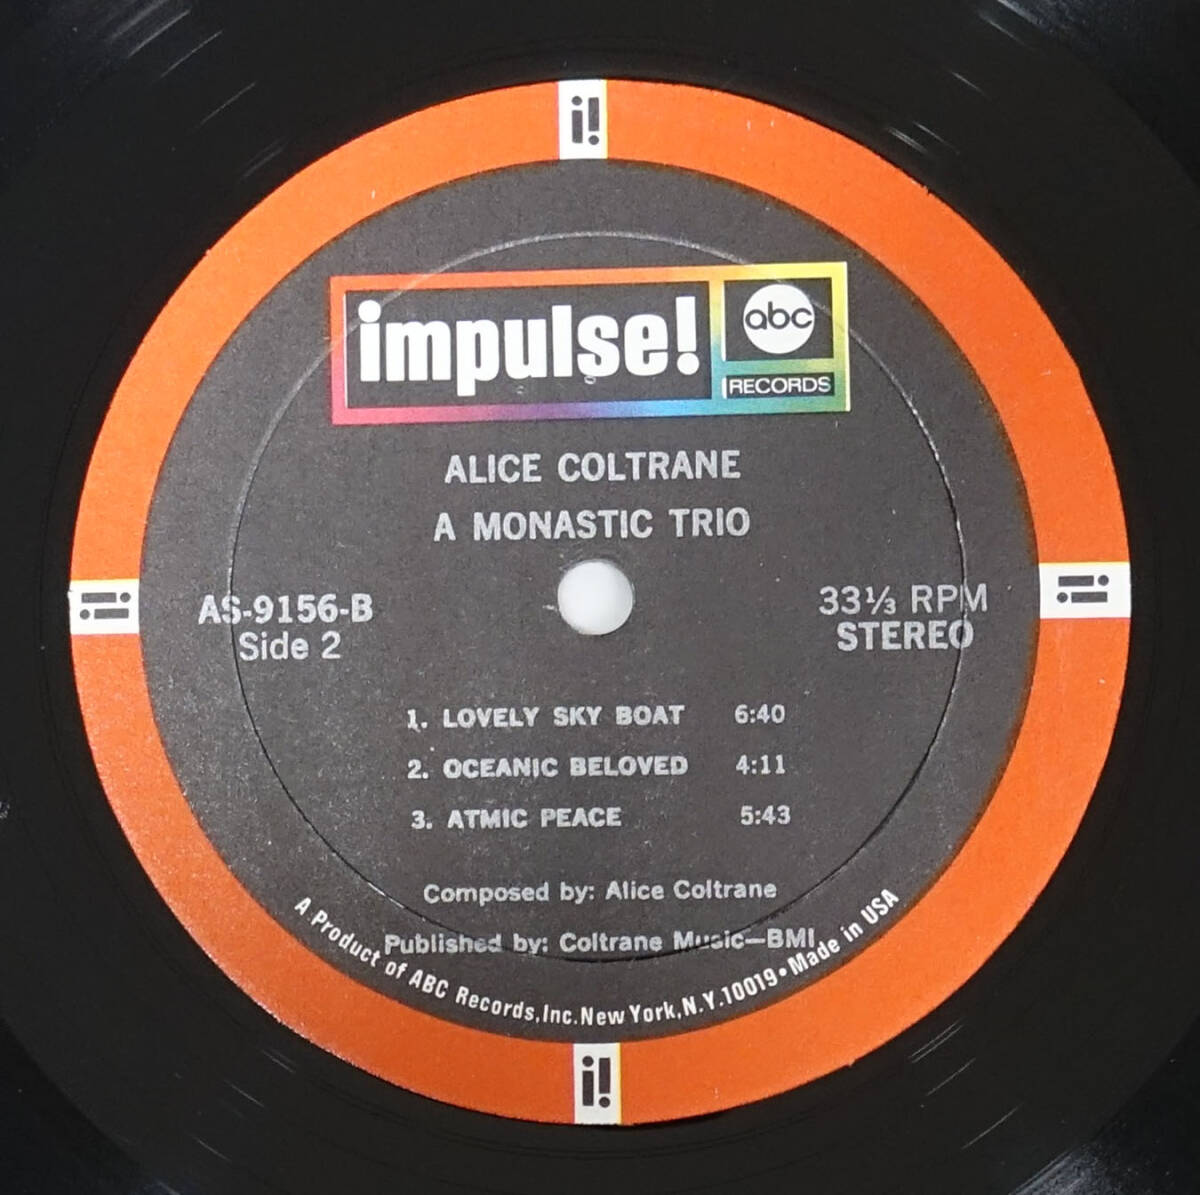 i!
impulse!
abc
RECORDS
ALICE COLTRANE
A MONASTIC TRIO
AS-9156-B
Side 2
33⅓ RPM
STEREO
i!
i!
1. LOVELY SKY BOAT 6:40
2. OCEANIC BELOVED 4:11
3. ATMIC PEACE 5:43
Composed by: Alice Coltrane
Published by: Coltrane Music—BMI
A Product of ABC Records, Inc. New York, N.Y. 10019 • Made in USA
i!